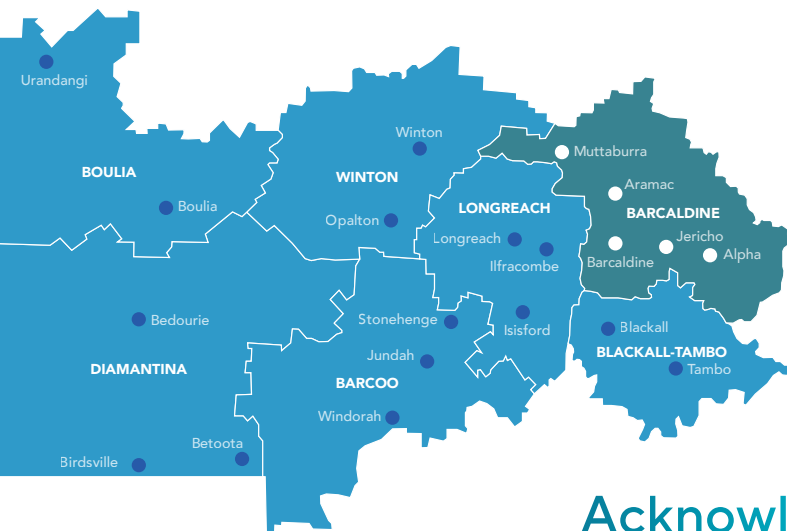 Urandangi
Winton
Muttaburra
BOULIA
WINTON
Aramac
Boulia
LONGREACH
BARCALDINE
Opalton
Longreach
Jericho
Ilfracombe
Barcaldine
Alpha
Bedourie
Stonehenge
Isisford
Blackall
Jundah
BLACKALL-TAMBO
DIAMANTINA
BARCOO
Tambo
Windorah
Betoota
Birdsville
Acknowl